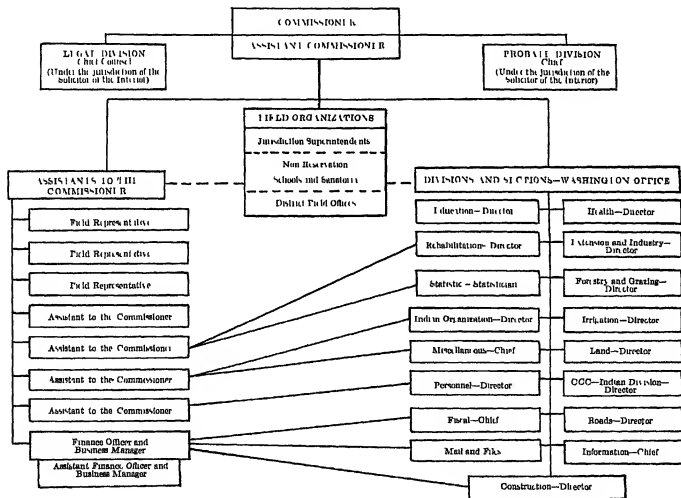 COMMISSIONER
ASSISTANT COMMISSIONER
LEGAL DIVISION
Chief Counsel
(Under the jurisdiction of the
Solicitor of the Interior)
PROBATE DIVISION
Chief
(Under the jurisdiction of the
Solicitor of the Interior)
FIELD ORGANIZATIONS
Jurisdiction Superintendents
Non Reservation
Schools and Sanatoria
District Field Offices
ASSISTANTS TO THE
COMMISSIONER
Field Representative
Field Representative
Field Representative
Assistant to the Commissioner
Assistant to the Commissioner
Assistant to the Commissioner
Assistant to the Commissioner
Finance Officer and
Business Manager
Assistant Finance Officer and
Business Manager
DIVISIONS AND SECTIONS—WASHINGTON OFFICE
Education—Director
Health—Director
Rehabilitation—Director
Extension and Industry—
Director
Statistic—Statistician
Forestry and Grazing—
Director
Indian Organization—Director
Irrigation—Director
Miscellaneous—Chief
Land—Director
Personnel—Director
CCC—Indian Division—
Director
Fiscal—Chief
Roads—Director
Mail and Files
Information—Chief
Construction—Director